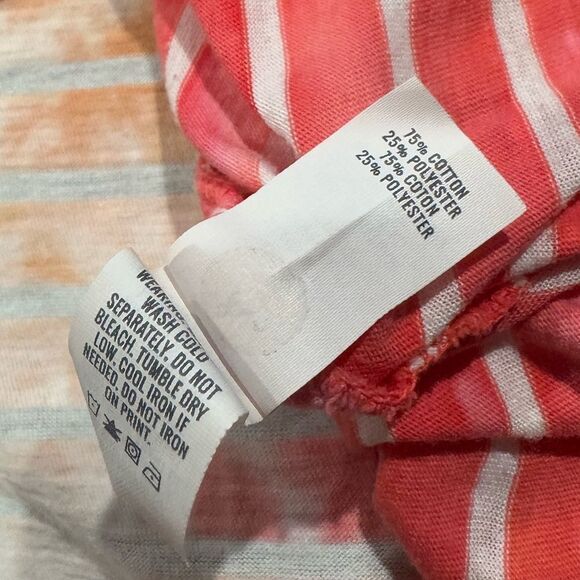 75% COTTON
25% POLYESTER
75% COTON
25% POLYESTER
WASH COLD
SEPARATELY, DO NOT
BLEACH, TUMBLE DRY
LOW, COOL IRON IF
NEEDED. DO NOT IRON
ON PRINT.